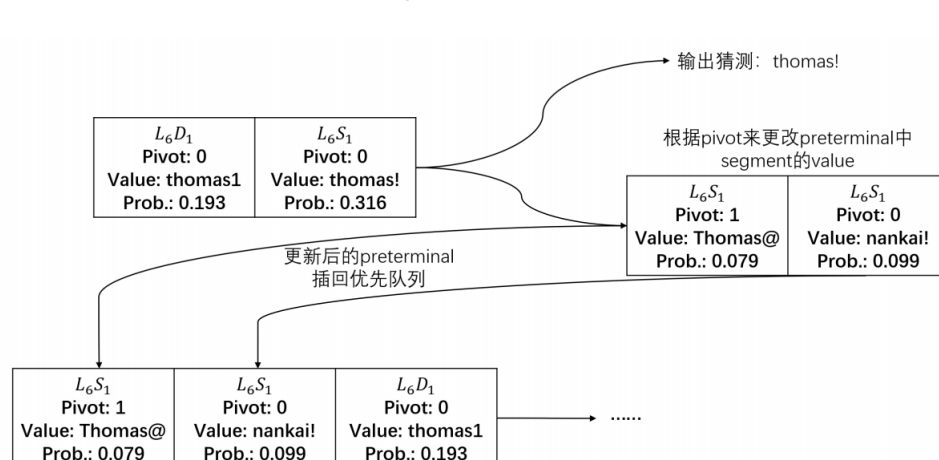 输出猜测：thomas!
L₆D₁
Pivot: 0
Value: thomas1
Prob.: 0.193
L₆S₁
Pivot: 0
Value: thomas!
Prob.: 0.316
根据pivot来更改preterminal中
segment的value
L₆S₁
Pivot: 1
Value: Thomas@
Prob.: 0.079
L₆S₁
Pivot: 0
Value: nankai!
Prob.: 0.099
更新后的preterminal
插回优先队列
L₆S₁
Pivot: 1
Value: Thomas@
Prob.: 0.079
L₆S₁
Pivot: 0
Value: nankai!
Prob.: 0.099
L₆D₁
Pivot: 0
Value: thomas1
Prob.: 0.193
……